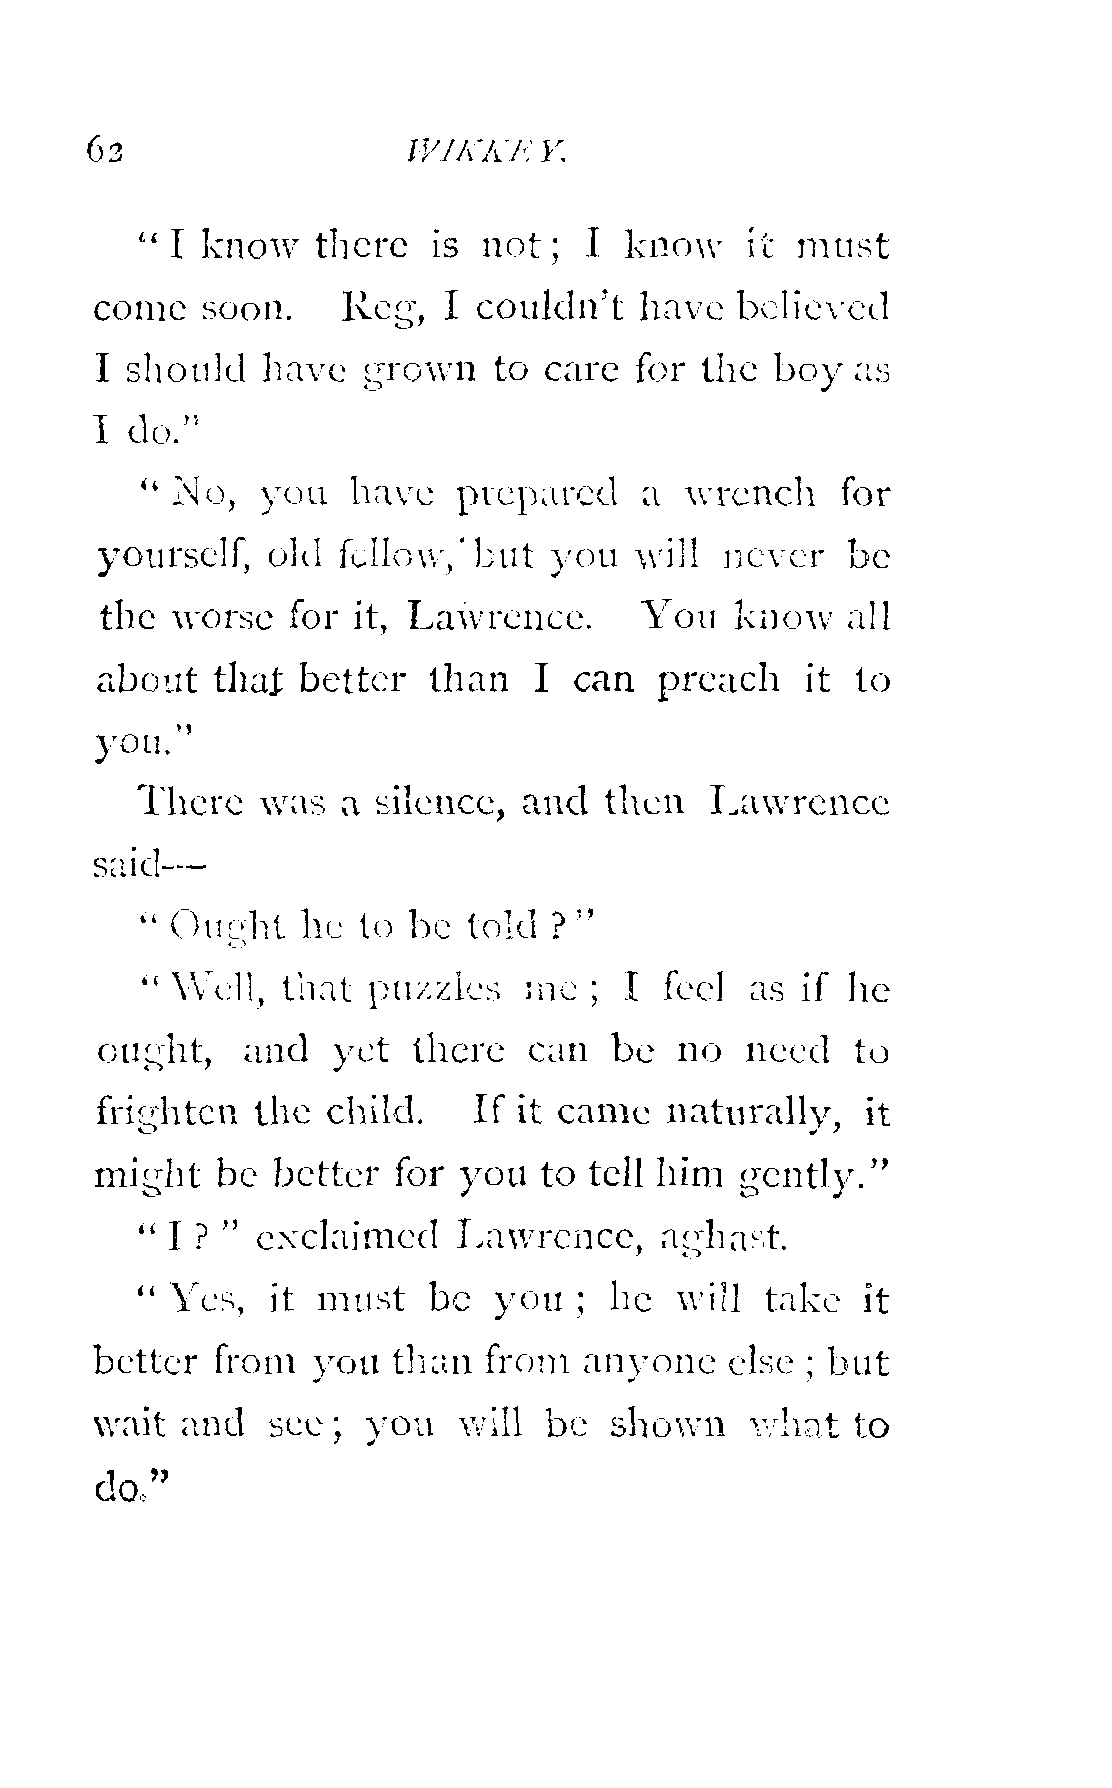 62 WIKKEY.
" I know there is not ; I know it must
come soon. Reg, I couldn't have believed
I should have grown to care for the boy as
I do."
" No, you have prepared a wrench for
yourself, old fellow, but you will never be
the worse for it, Lawrence. You know all
about that better than I can preach it to
you."
There was a silence, and then Lawrence
said—
" Ought he to be told ? "
" Well, that puzzles me ; I feel as if he
ought, and yet there can be no need to
frighten the child. If it came naturally, it
might be better for you to tell him gently."
" I ? " exclaimed Lawrence, aghast.
" Yes, it must be you ; he will take it
better from you than from anyone else ; but
wait and see ; you will be shown what to
do."